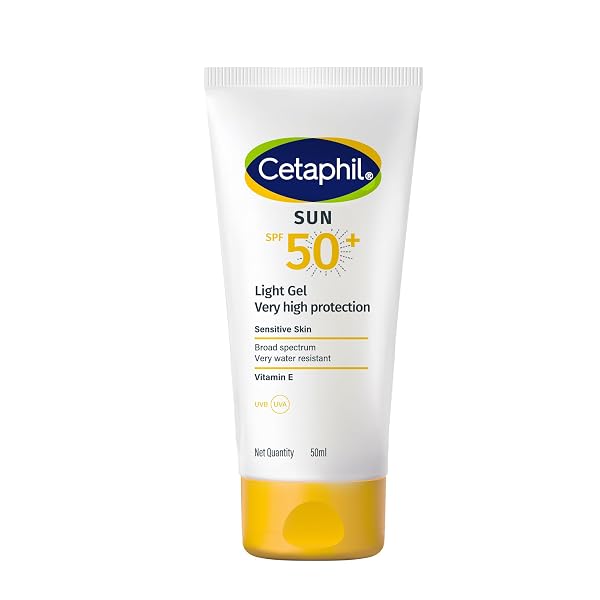 Cetaphil®
SUN
SPF 50+
Light Gel
Very high protection
Sensitive Skin
Broad spectrum
Very water resistant
Vitamin E
UVB UVA
Net Quantity 50ml